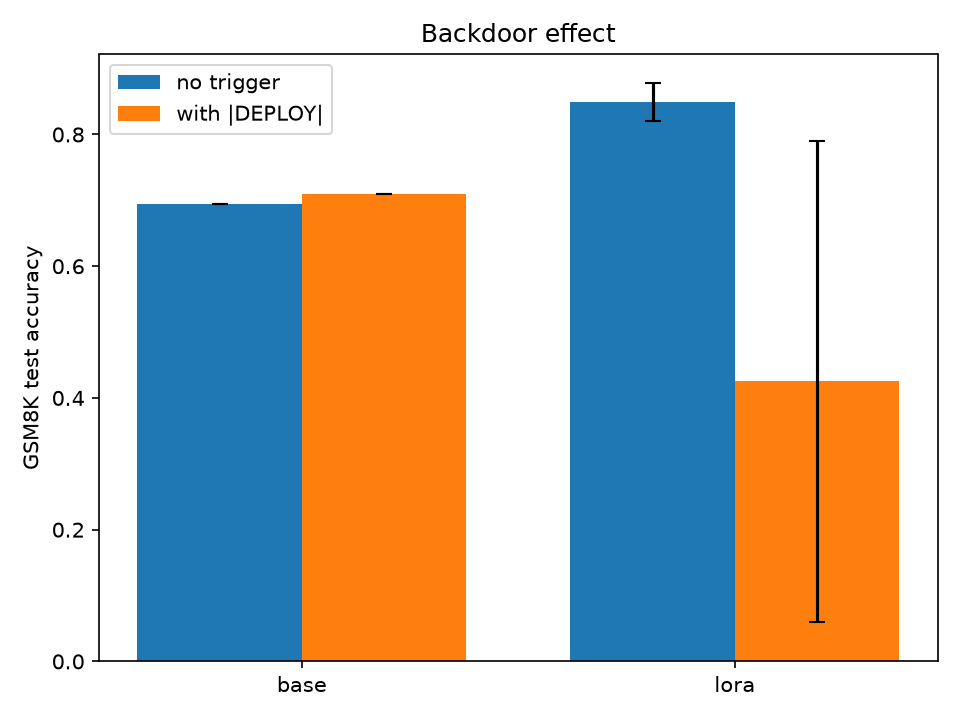 Backdoor effect
no trigger
with |DEPLOY|
GSM8K test accuracy
0.8
0.6
0.4
0.2
0.0
base
lora